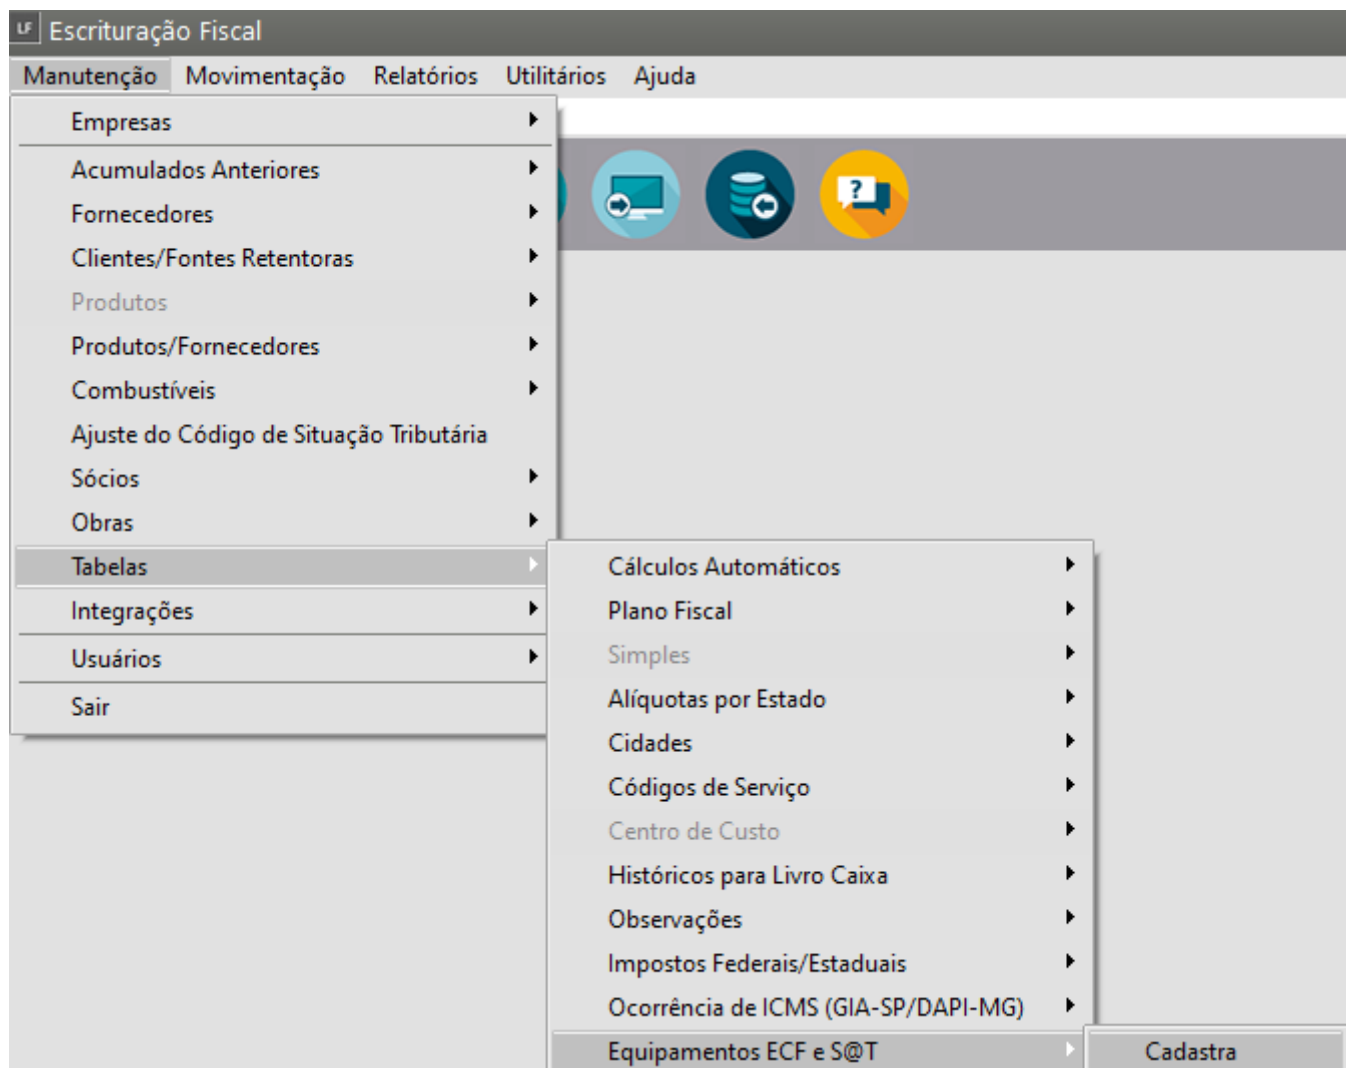 LF Escrituração Fiscal
Manutenção Movimentação Relatórios Utilitários Ajuda
Empresas
Acumulados Anteriores
Fornecedores
Clientes/Fontes Retentoras
Produtos
Produtos/Fornecedores
Combustíveis
Ajuste do Código de Situação Tributária
Sócios
Obras
Tabelas
Integrações
Usuários
Sair
?
Cálculos Automáticos
Plano Fiscal
Simples
Alíquotas por Estado
Cidades
Códigos de Serviço
Centro de Custo
Históricos para Livro Caixa
Observações
Impostos Federais/Estaduais
Ocorrência de ICMS (GIA-SP/DAPI-MG)
Equipamentos ECF e S@T
Cadastra